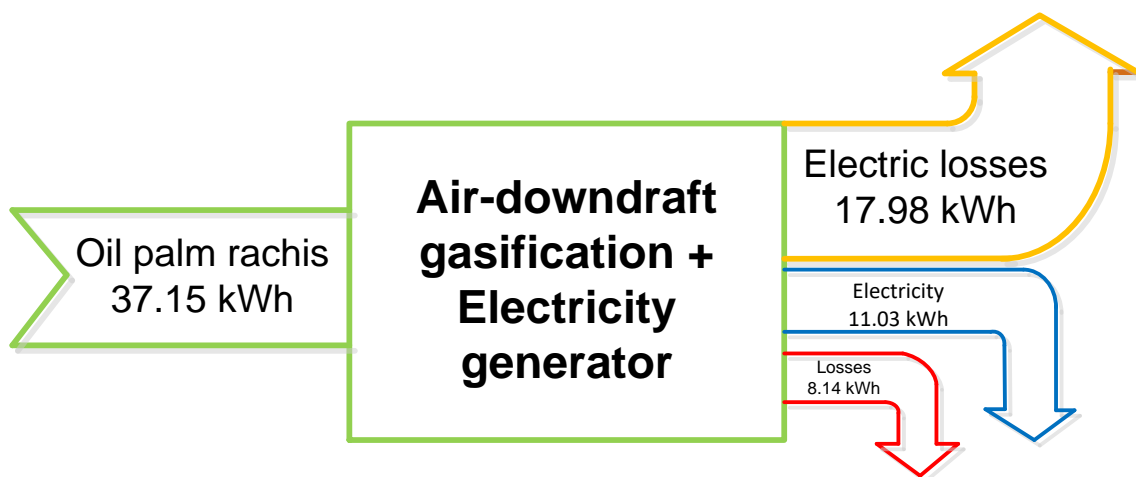 Oil palm rachis
37.15 kWh
Air-downdraft
gasification +
Electricity
generator
Electric losses
17.98 kWh
Electricity
11.03 kWh
Losses
8.14 kWh